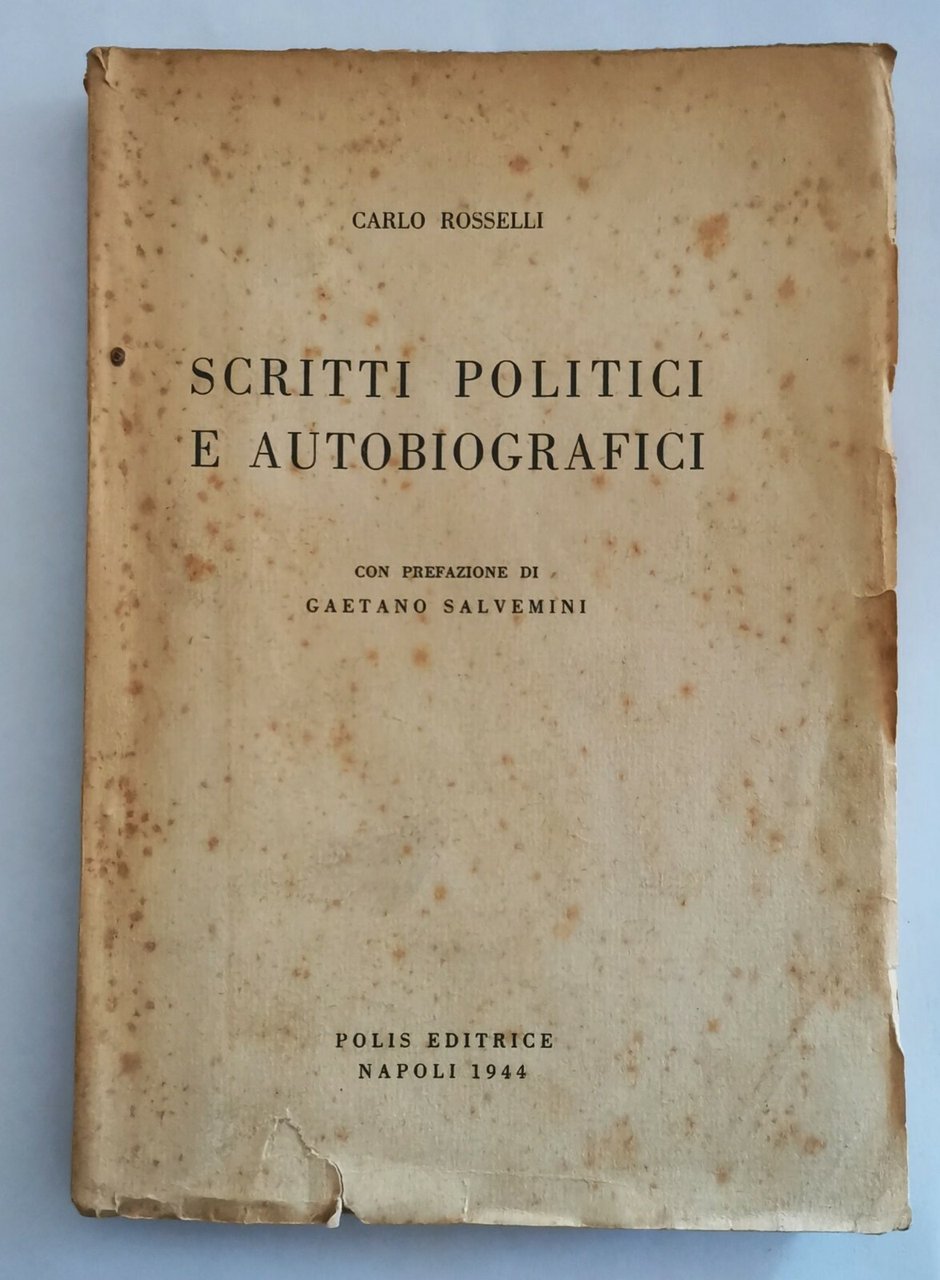 CARLO ROSSELLI
SCRITTI POLITICI
E AUTOBIOGRAFICI
CON PREFAZIONE DI
GAETANO SALVEMINI
POLIS EDITRICE
NAPOLI 1944